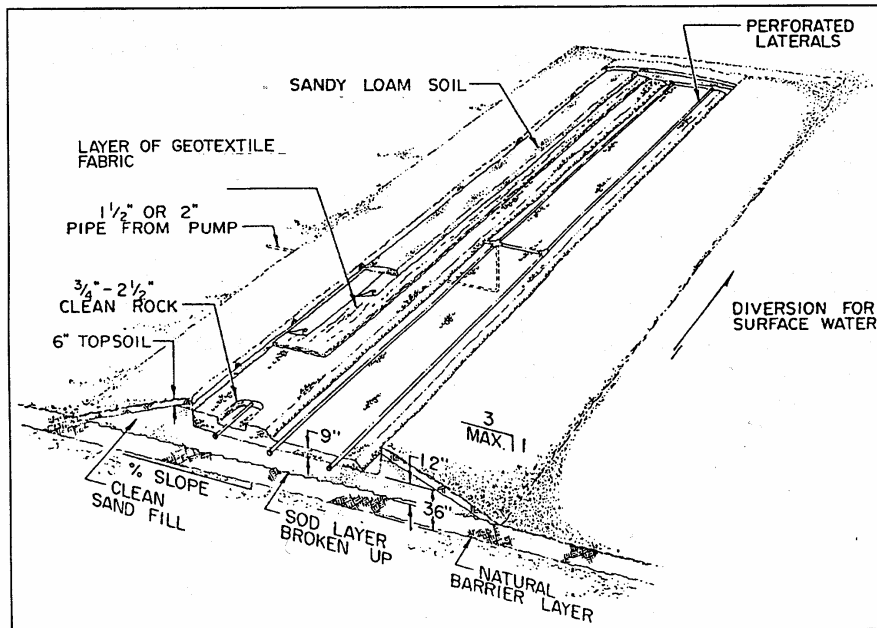 PERFORATED
LATERALS
SANDY LOAM SOIL
LAYER OF GEOTEXTILE
FABRIC
1 1/2" OR 2"
PIPE FROM PUMP
3/4"-2 1/2"
CLEAN ROCK
6" TOPSOIL
DIVERSION FOR
SURFACE WATER
3
MAX. 1
9"
12"
36"
% SLOPE
CLEAN
SAND FILL
SOD LAYER
BROKEN UP
NATURAL
BARRIER LAYER